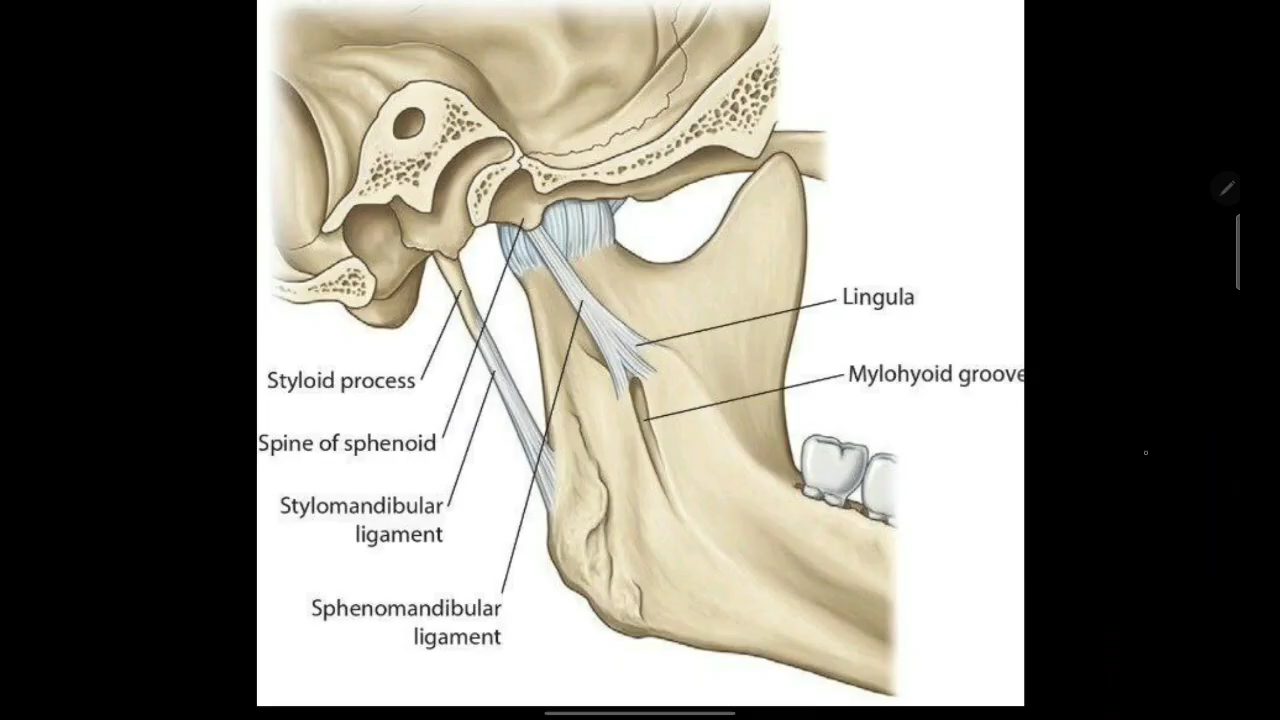 Lingula
Mylohyoid groove
Styloid process
Spine of sphenoid
Stylomandibular
ligament
Sphenomandibular
ligament